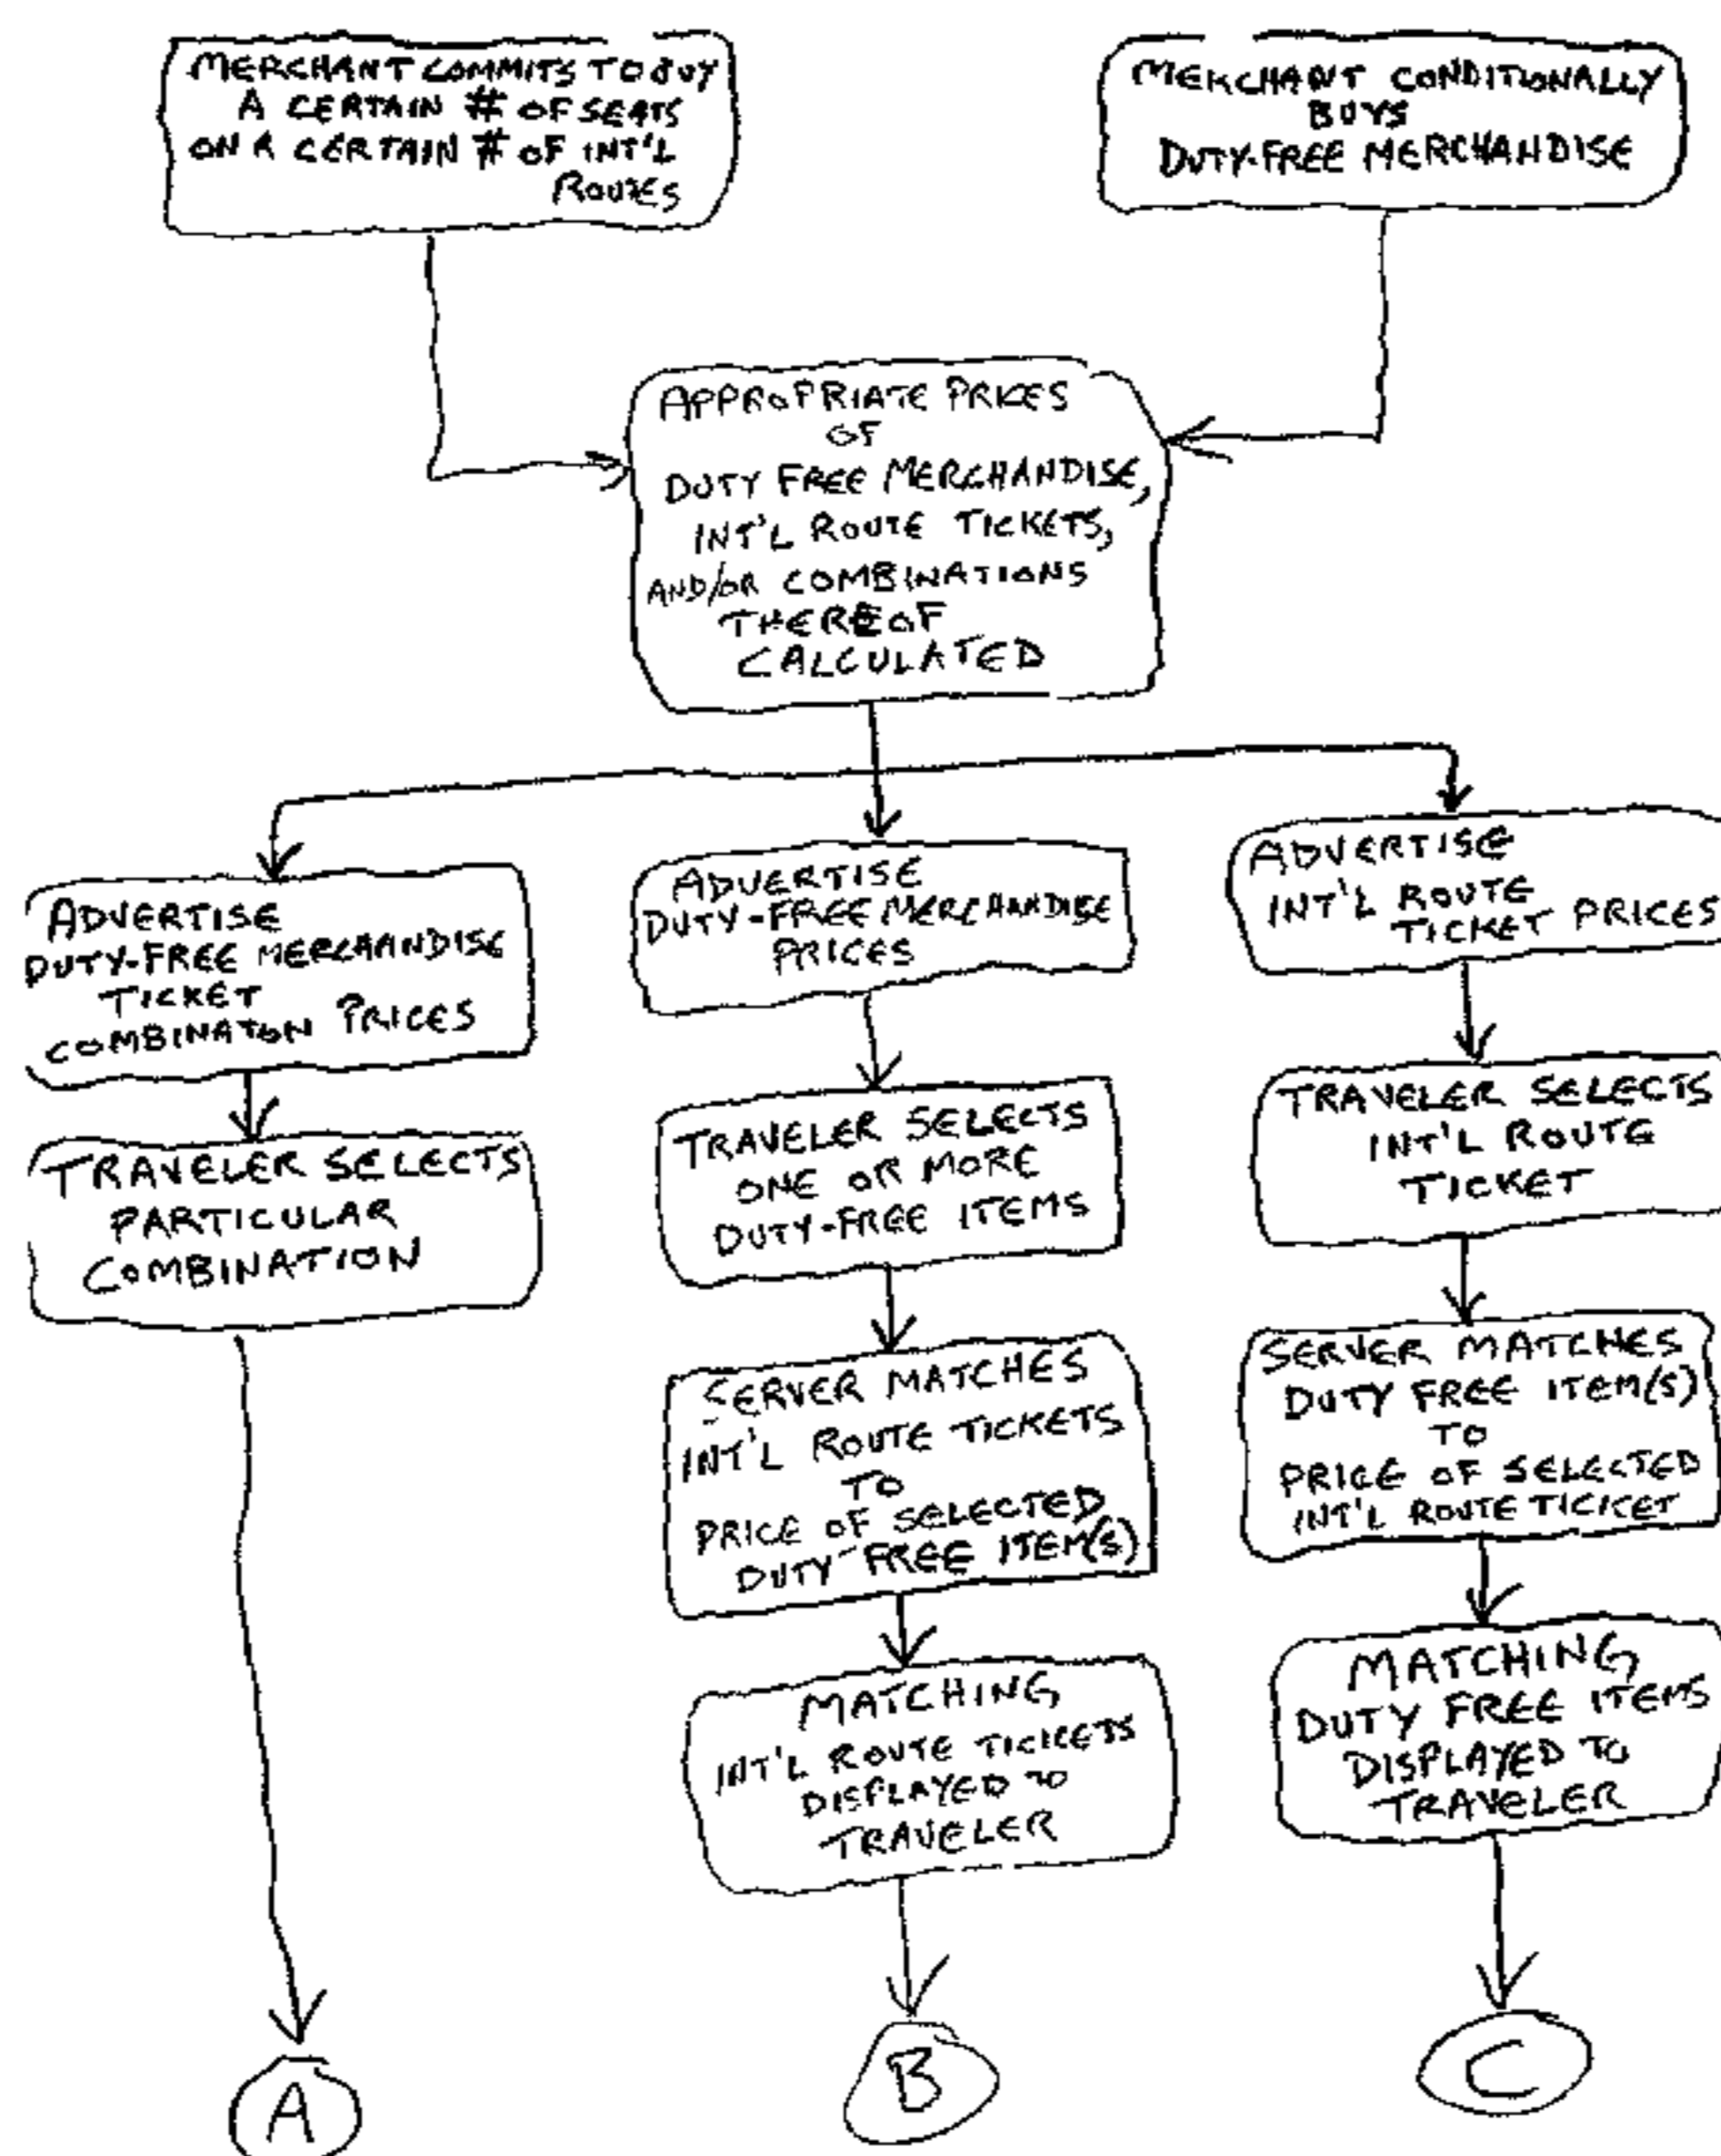 MERCHANT COMMITS TO BUY
A CERTAIN # OF SEATS
ON A CERTAIN # OF INT'L
ROUTES
MERCHANT CONDITIONALLY
BUYS
DUTY-FREE MERCHANDISE
APPROPRIATE PRICES
OF
DUTY FREE MERCHANDISE,
INT'L ROUTE TICKETS,
AND/OR COMBINATIONS
THEREOF
CALCULATED
ADVERTISE
DUTY-FREE MERCHANDISE
TICKET
COMBINATON PRICES
TRAVELER SELECTS
PARTICULAR
COMBINATION
A
ADVERTISE
DUTY-FREE MERCHANDISE
PRICES
TRAVELER SELECTS
ONE OR MORE
DUTY-FREE ITEMS
SERVER MATCHES
INT'L ROUTE TICKETS
TO
PRICE OF SELECTED
DUTY-FREE ITEM(S)
MATCHING
INT'L ROUTE TICKETS
DISPLAYED TO
TRAVELER
B
ADVERTISE
INT'L ROUTE
TICKET PRICES
TRAVELER SELECTS
INT'L ROUTE
TICKET
SERVER MATCHES
DUTY FREE ITEM(S)
TO
PRICE OF SELECTED
INT'L ROUTE TICKET
MATCHING
DUTY FREE ITEMS
DISPLAYED TO
TRAVELER
C